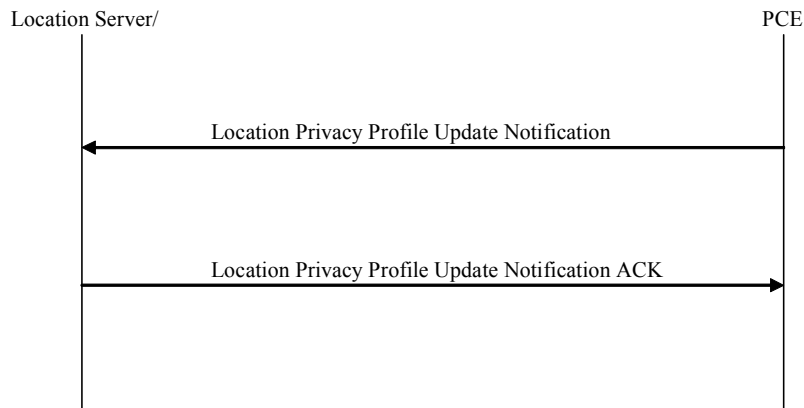 Location Server/
PCE
Location Privacy Profile Update Notification
Location Privacy Profile Update Notification ACK